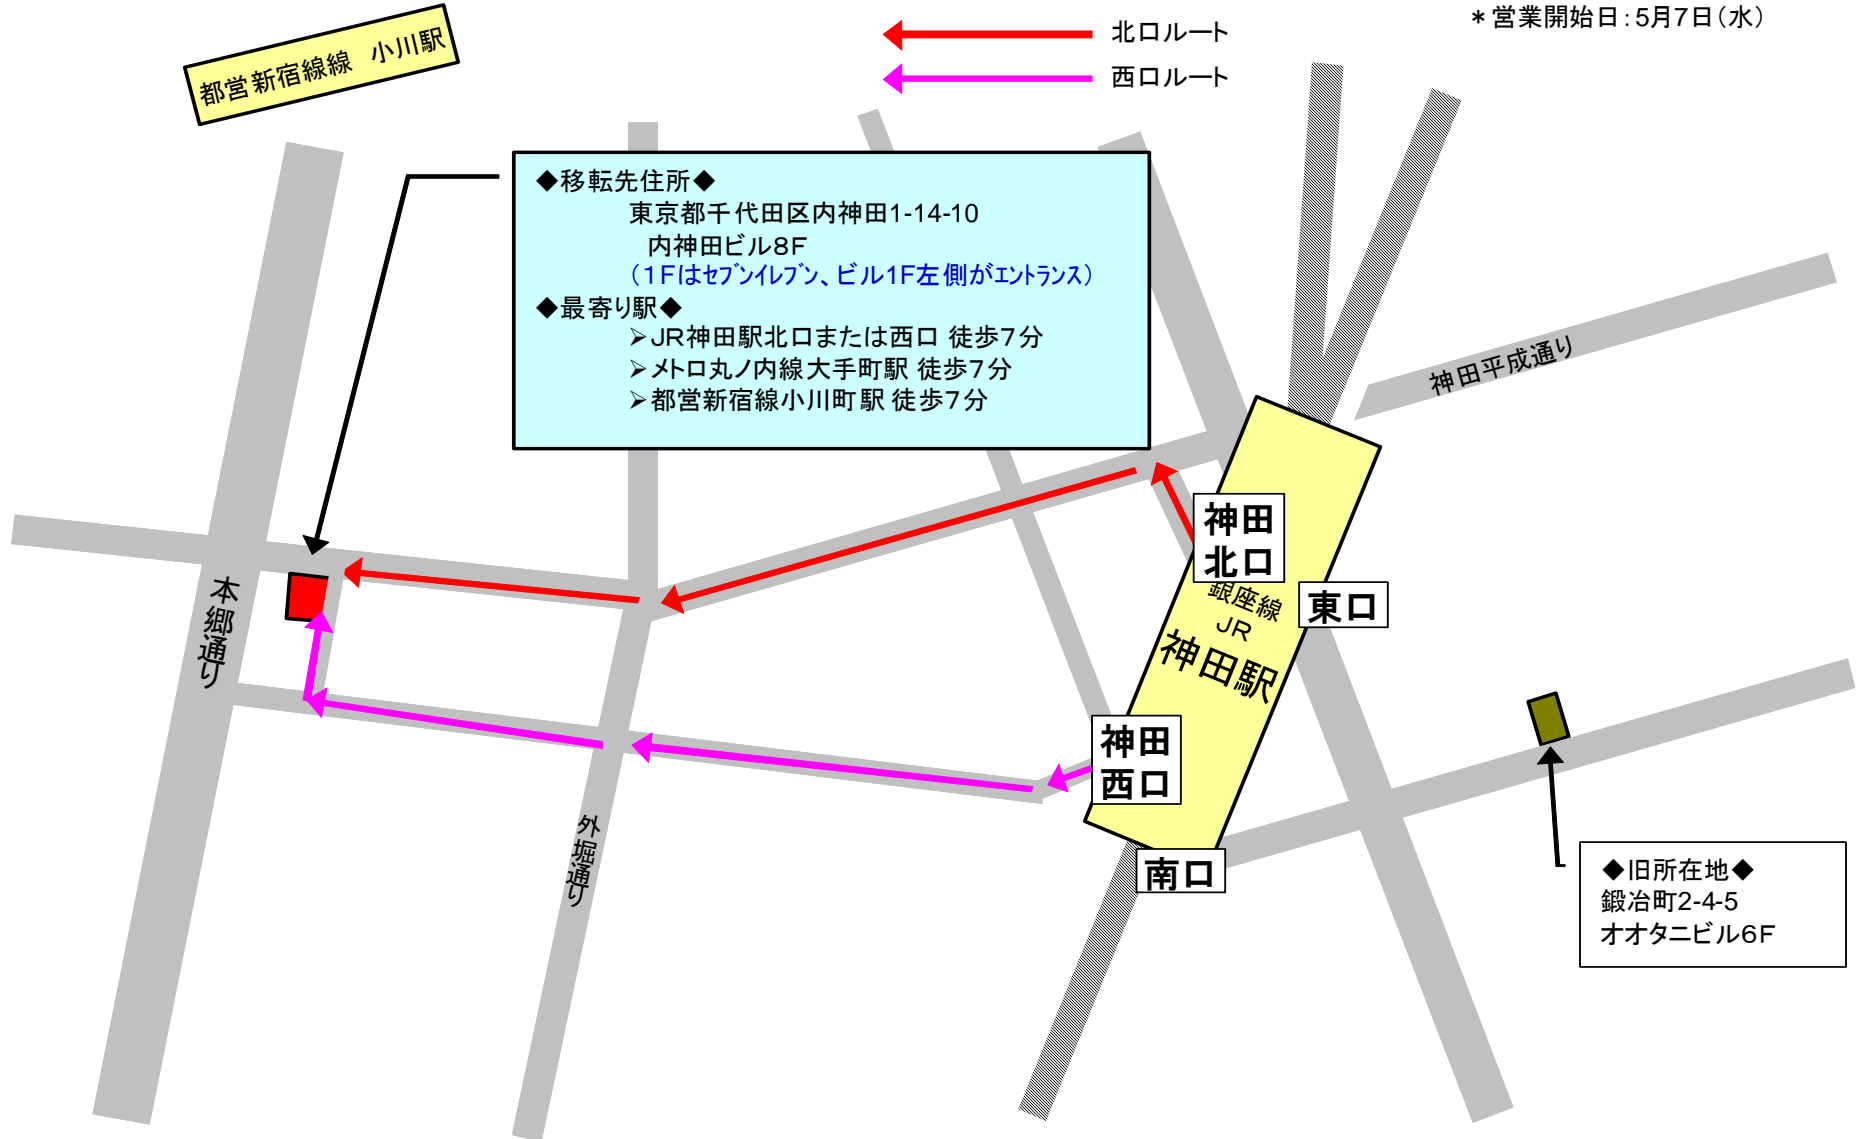 都営新宿線線　小川駅
北口ルート
西口ルート
＊営業開始日：5月7日（水）
◆移転先住所◆
東京都千代田区内神田1-14-10
内神田ビル8F
（1Fはｾﾌﾞﾝｲﾚﾌﾞﾝ、ビル1F左側がｴﾝﾄﾗﾝｽ）
◆最寄り駅◆
➢JR神田駅北口または西口 徒歩7分
➢メトロ丸ノ内線大手町駅 徒歩7分
➢都営新宿線小川町駅 徒歩7分
神田平成通り
神田
北口
銀座線
JR
神田駅
東口
本郷通り
神田
西口
外堀通り
南口
◆旧所在地◆
鍛冶町2-4-5
オオタニビル6F